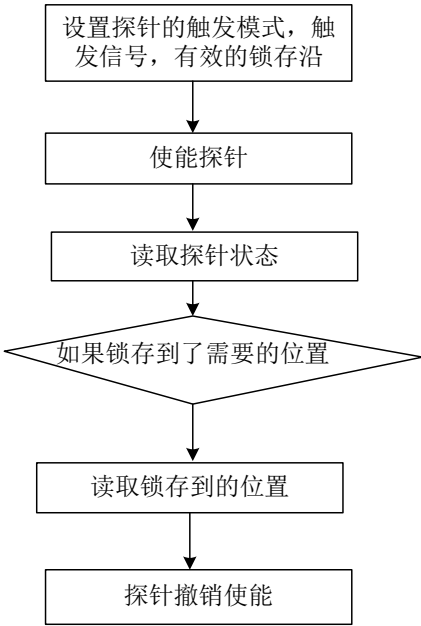 设置探针的触发模式，触
发信号，有效的锁存沿
使能探针
读取探针状态
如果锁存到了需要的位置
读取锁存到的位置
探针撤销使能